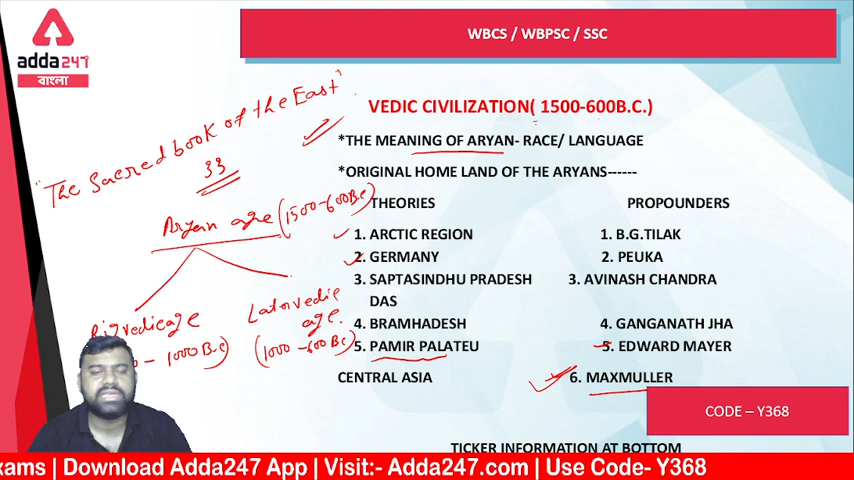 adda247
বাংলা
WBCS / WBPSC / SSC
"The Sacred book of the East"
33
Aryan age (1500-600B.C)
Rigvedic age
- 1000 B.C)
Later vedic
age.
(1000-600 BC)
VEDIC CIVILIZATION( 1500-600B.C.)
*THE MEANING OF ARYAN- RACE/ LANGUAGE
*ORIGINAL HOME LAND OF THE ARYANS------
THEORIES PROPOUNDERS
1. ARCTIC REGION 1. B.G.TILAK
2. GERMANY 2. PEUKA
3. SAPTASINDHU PRADESH 3. AVINASH CHANDRA
DAS
4. BRAMHADESH 4. GANGANATH JHA
5. PAMIR PALATEU 5. EDWARD MAYER
CENTRAL ASIA 6. MAXMULLER
CODE – Y368
TICKER INFORMATION AT BOTTOM
xams | Download Adda247 App | Visit:- Adda247.com | Use Code- Y368